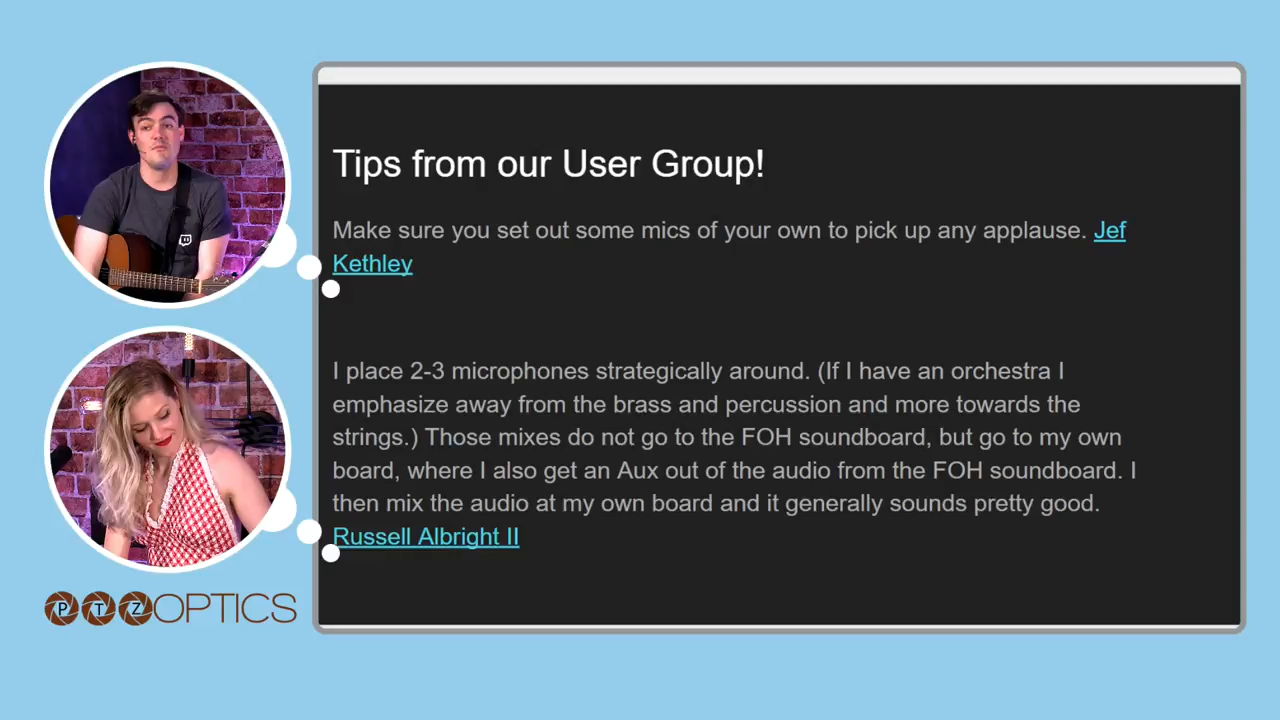 Tips from our User Group!
Make sure you set out some mics of your own to pick up any applause. Jef
Kethley
I place 2-3 microphones strategically around. (If I have an orchestra I
emphasize away from the brass and percussion and more towards the
strings.) Those mixes do not go to the FOH soundboard, but go to my own
board, where I also get an Aux out of the audio from the FOH soundboard. I
then mix the audio at my own board and it generally sounds pretty good.
Russell Albright II
PTZOPTICS